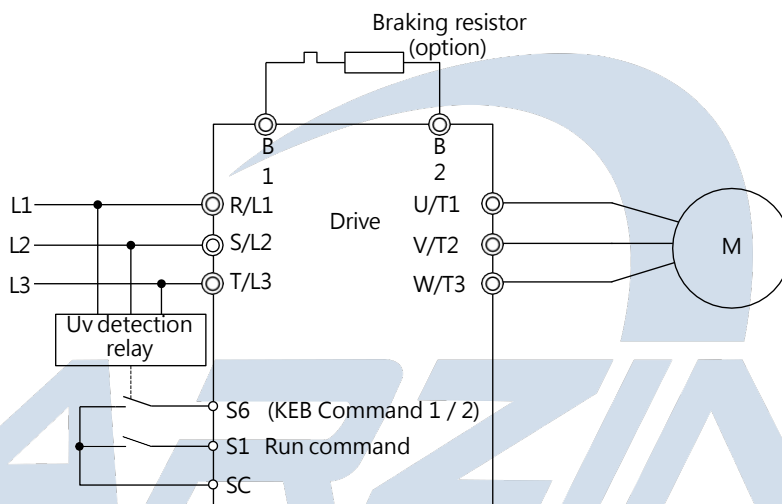 Braking resistor
(option)
B
1
B
2
L1
R/L1
U/T1
Drive
L2
S/L2
V/T2
M
L3
T/L3
W/T3
Uv detection
relay
S6 (KEB Command 1 / 2)
S1 Run command
SC
ARZIN